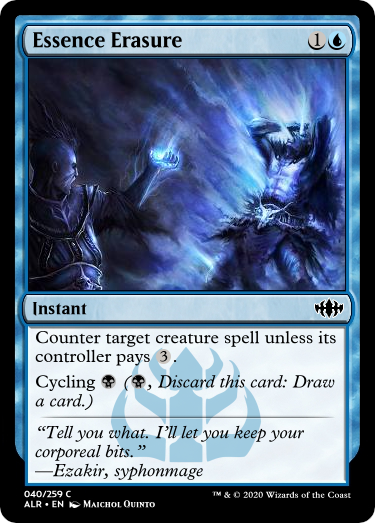 Essence Erasure 1
Instant
Counter target creature spell unless its
controller pays 3.
Cycling (, Discard this card: Draw
a card.)
“Tell you what. I’ll let you keep your
corporeal bits.”
—Ezakir, syphonmage
040/259 C
ALR • EN Maichol Quinto
™ & © 2020 Wizards of the Coast